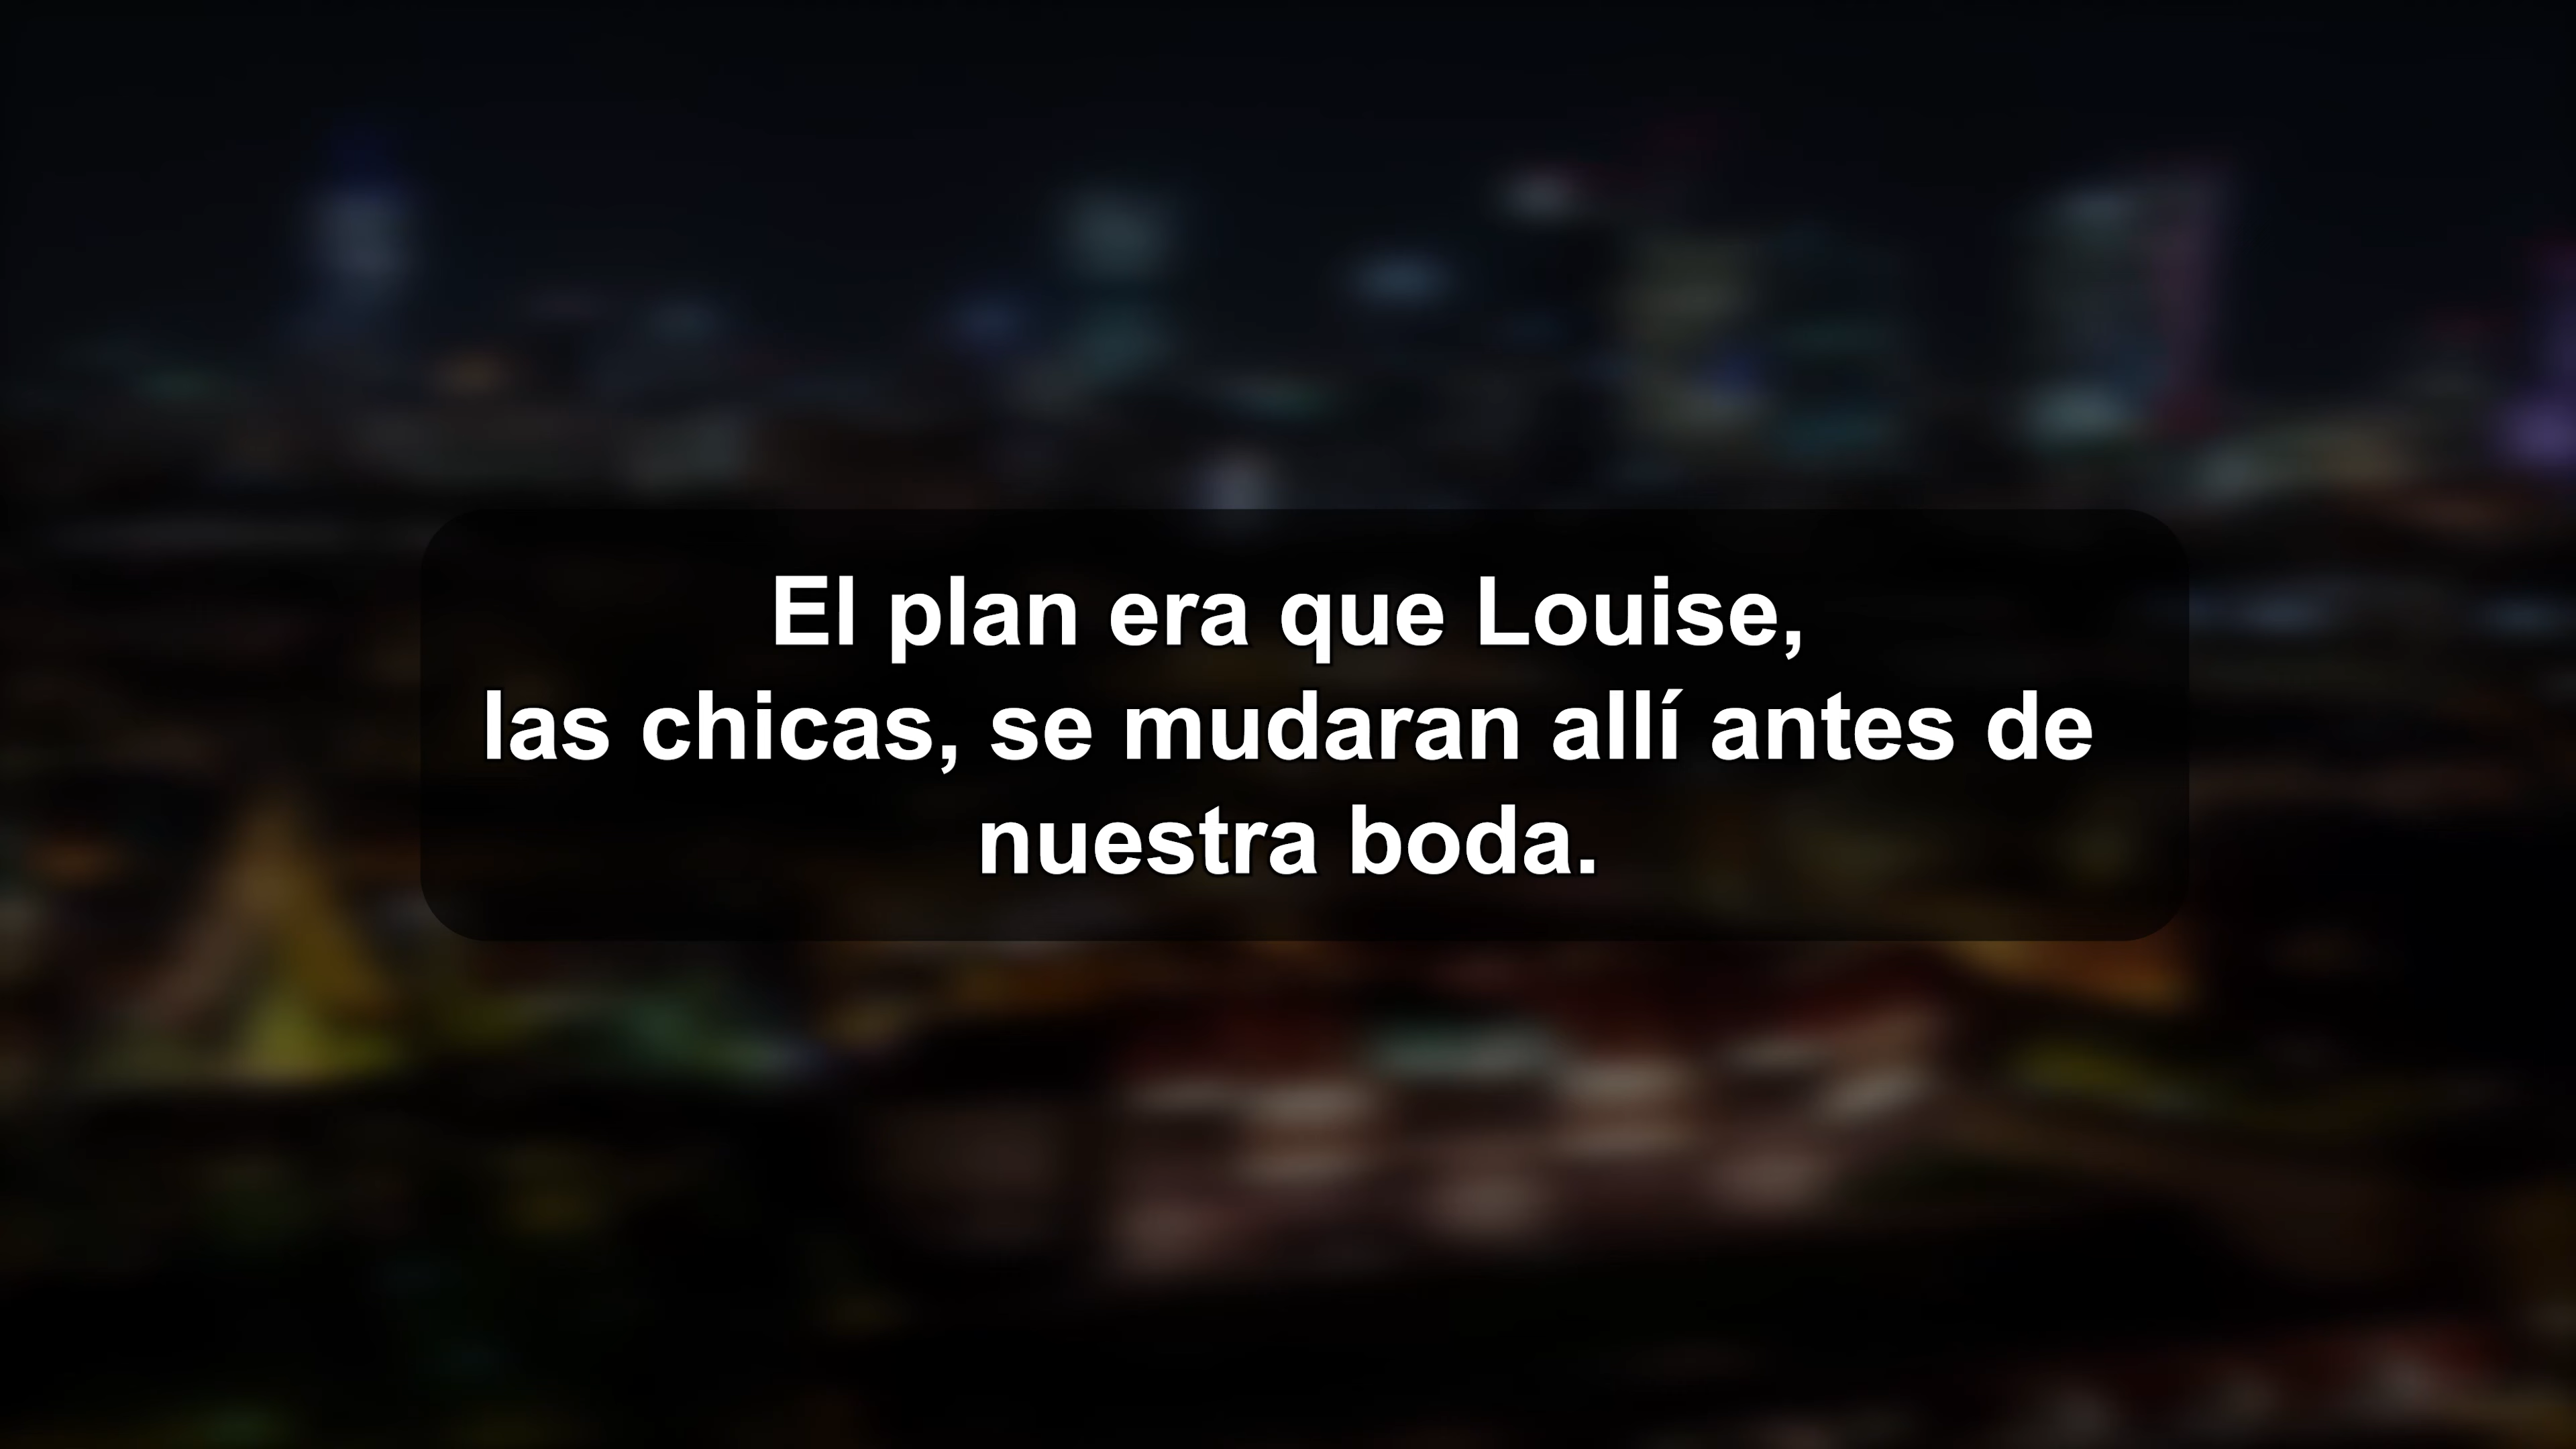 El plan era que Louise,
las chicas, se mudaran allí antes de
nuestra boda.